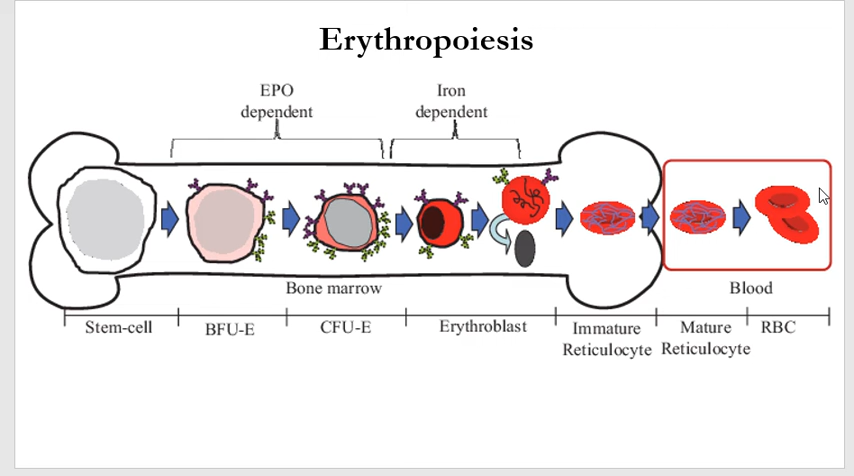 Erythropoiesis
EPO
dependent
Iron
dependent
Bone marrow
Blood
Stem-cell
BFU-E
CFU-E
Erythroblast
Immature
Reticulocyte
Mature
Reticulocyte
RBC